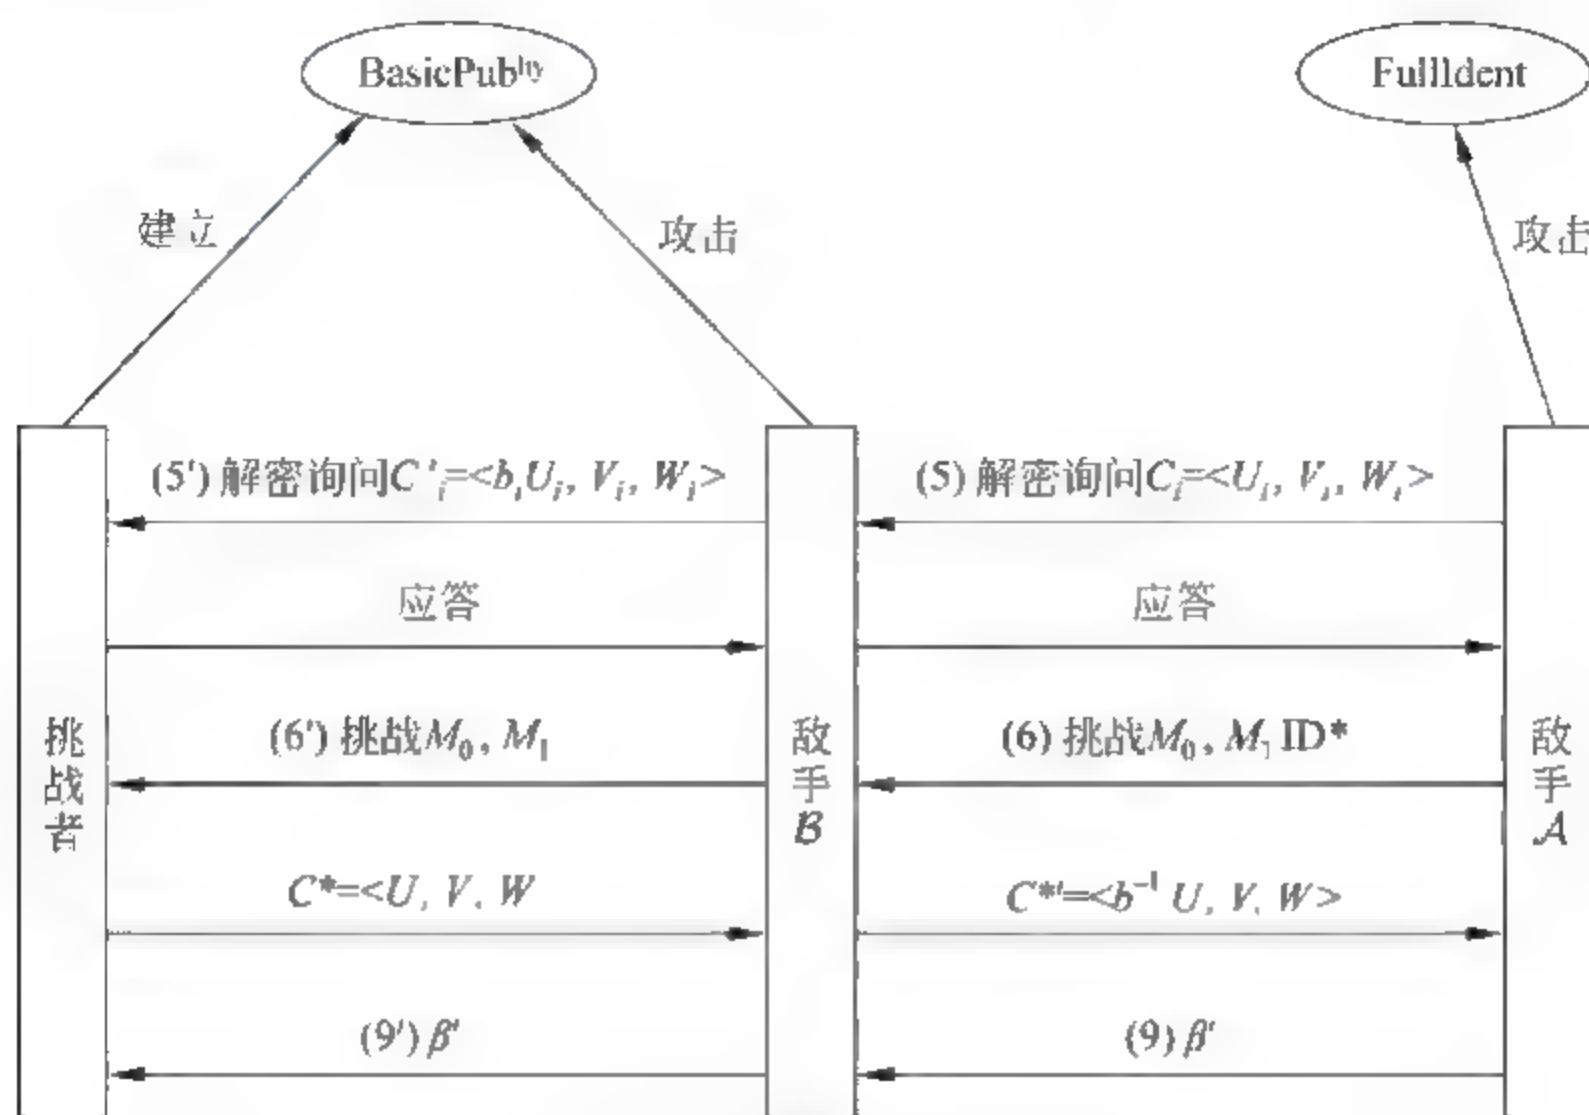 BasicPub^hy
FullIdent
建立
攻击
攻击
(5') 解密询问C'_i=<b_iU_i, V_i, W_i>
(5) 解密询问C_i=<U_i, V_i, W_i>
应答
应答
(6') 挑战M_0, M_1
(6) 挑战M_0, M_1 ID*
C*=<U, V, W
C*'=<b^-1 U, V, W>
(9') β'
(9) β'
挑战者
敌手B
敌手A